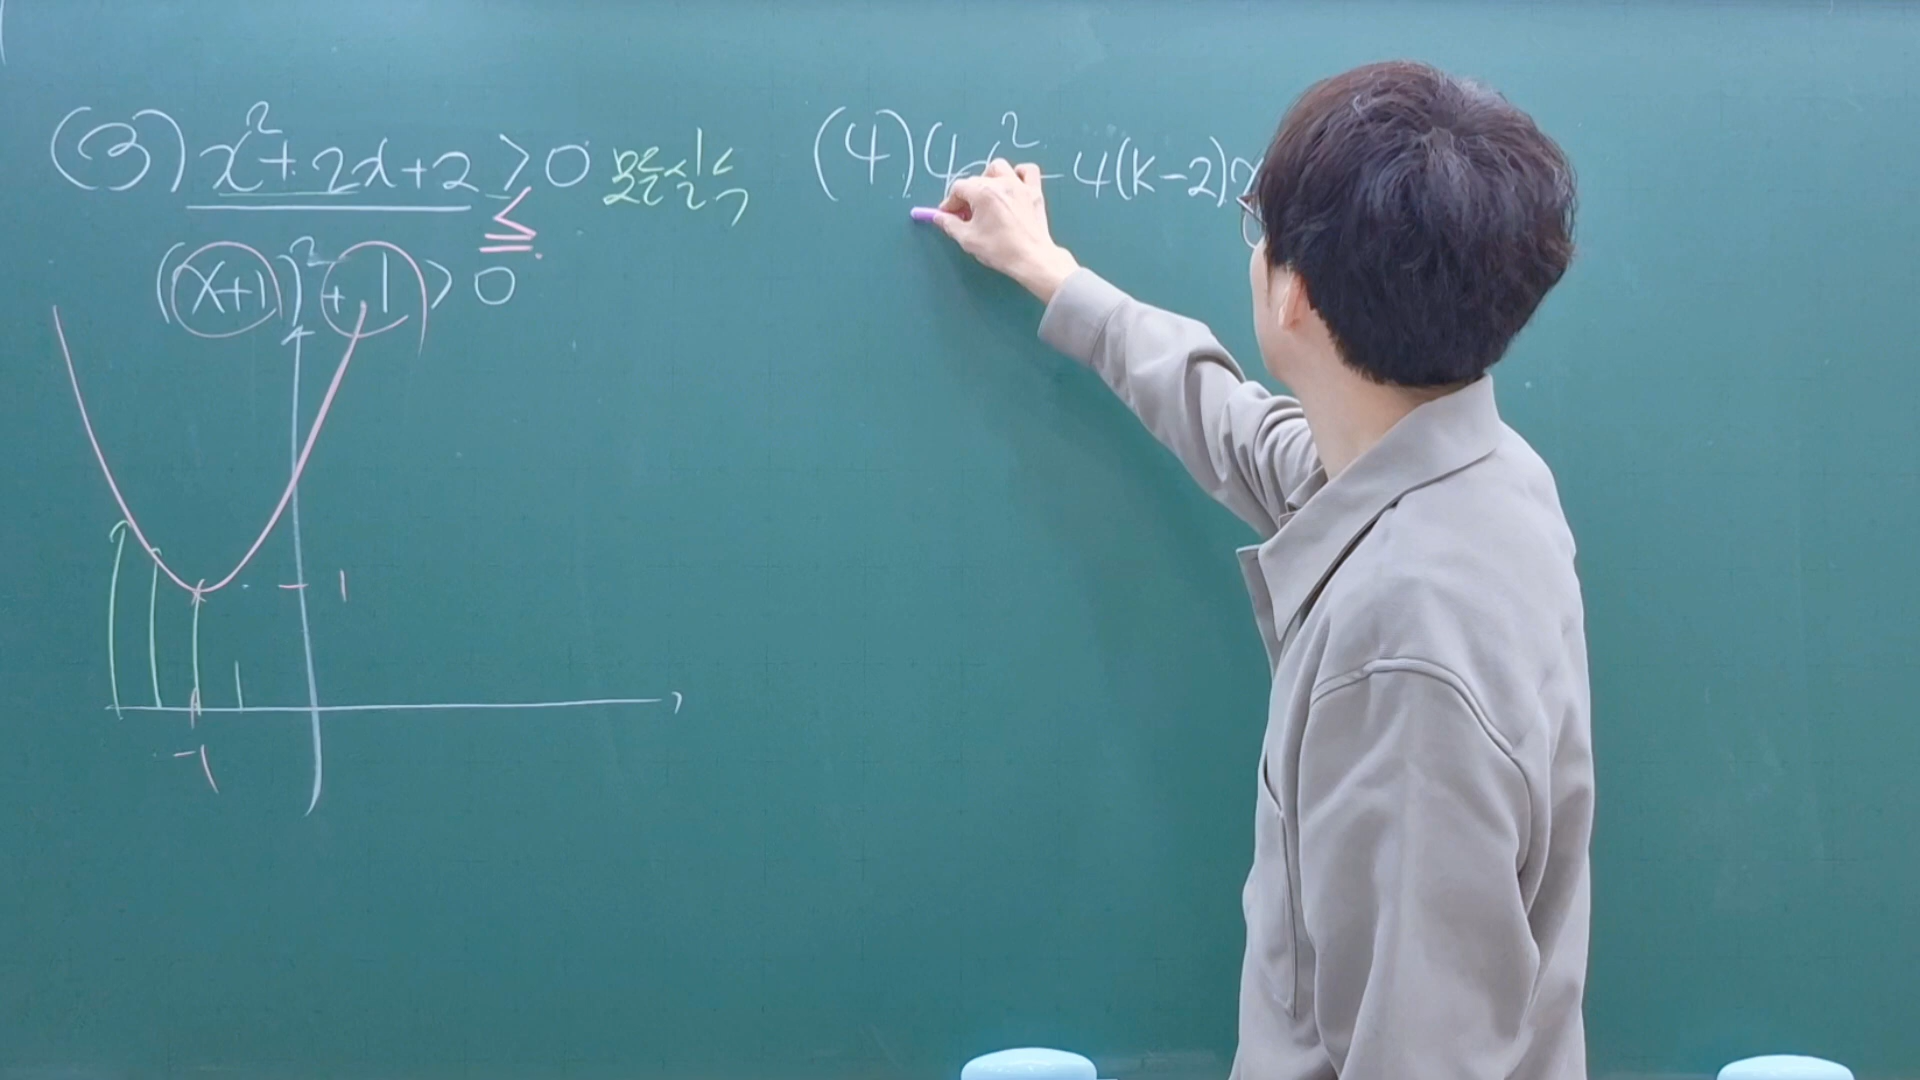 (3) x²+2x+2 > 0 모든실수
≤
(x+1)²+1 > 0
1
-1
(4) 4x² - 4(k-2)x